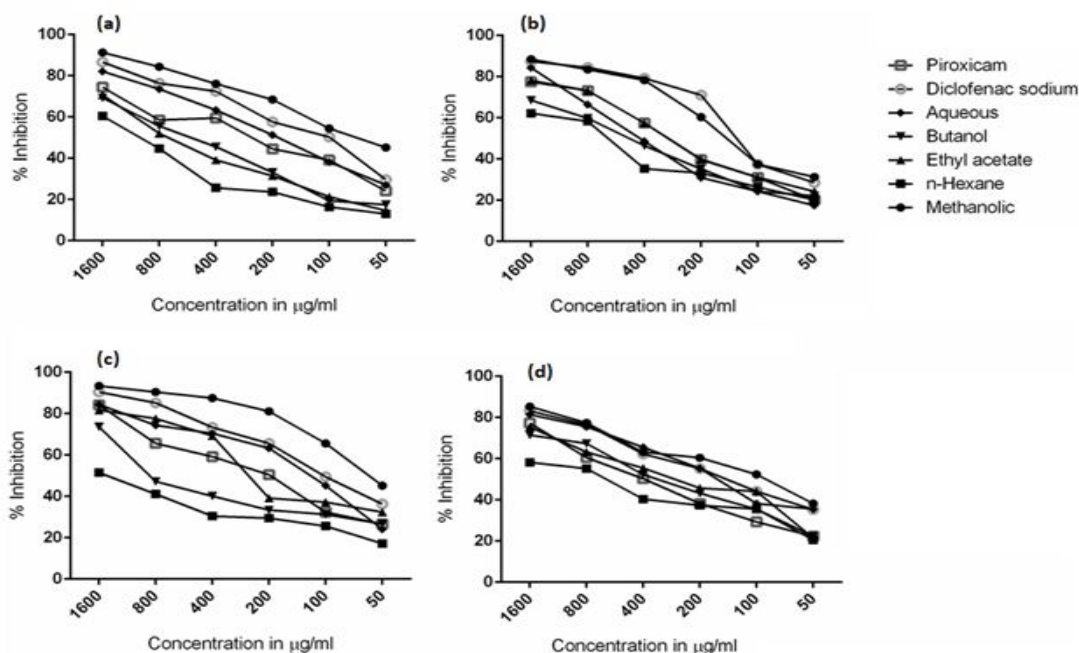 (a)
100
80
60
40
20
0
% Inhibition
1600 800 400 200 100 50
Concentration in µg/ml
(b)
100
80
60
40
20
0
% Inhibition
1600 800 400 200 100 50
Concentration in µg/ml
Piroxicam
Diclofenac sodium
Aqueous
Butanol
Ethyl acetate
n-Hexane
Methanolic
(c)
100
80
60
40
20
0
% Inhibition
1600 800 400 200 100 50
Concentration in µg/ml
(d)
100
80
60
40
20
0
% Inhibition
1600 800 400 200 100 50
Concentration in µg/ml